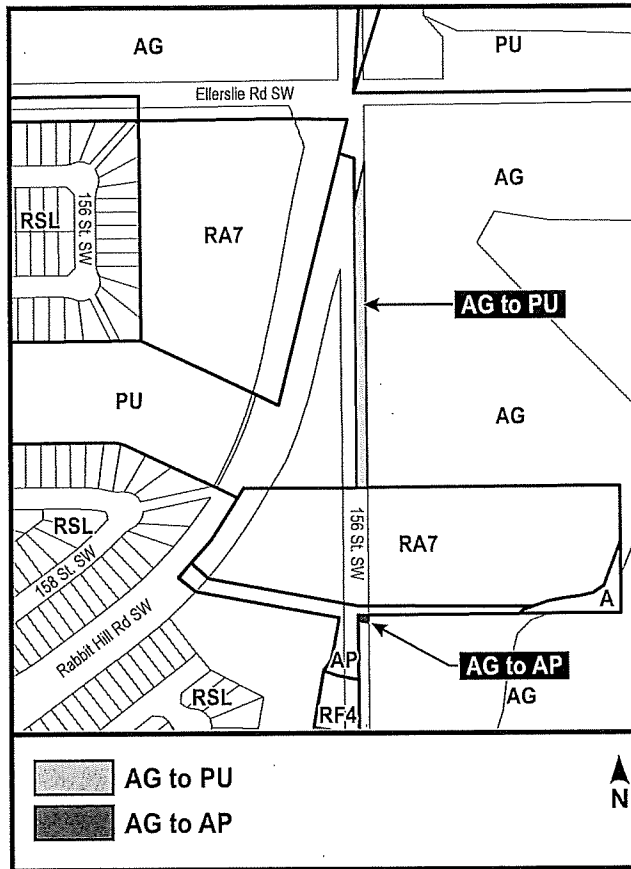 AG
PU
Ellerslie Rd SW
AG
RSL
156 St. SW
RA7
AG to PU
PU
AG
RSL
158 St. SW
156 St. SW
RA7
A
Rabbit Hill Rd SW
AP
AG to AP
RSL
RF4
AG
AG to PU
AG to AP
N